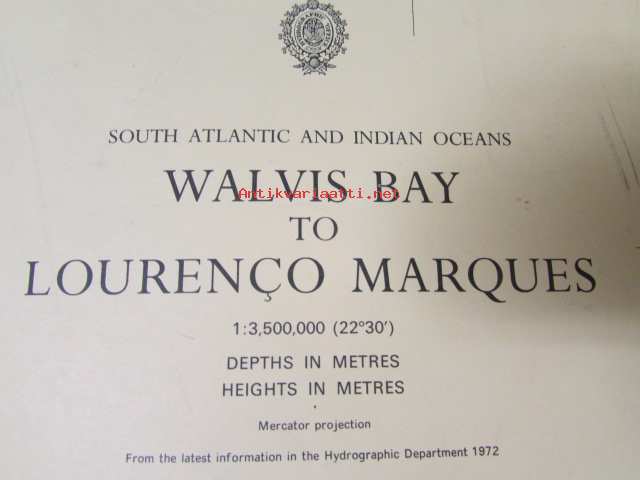 SOUTH ATLANTIC AND INDIAN OCEANS
WALVIS BAY
Antikvariaatti.net
TO
LOURENÇO MARQUES
1:3,500,000 (22°30′)
DEPTHS IN METRES
HEIGHTS IN METRES
Mercator projection
From the latest information in the Hydrographic Department 1972